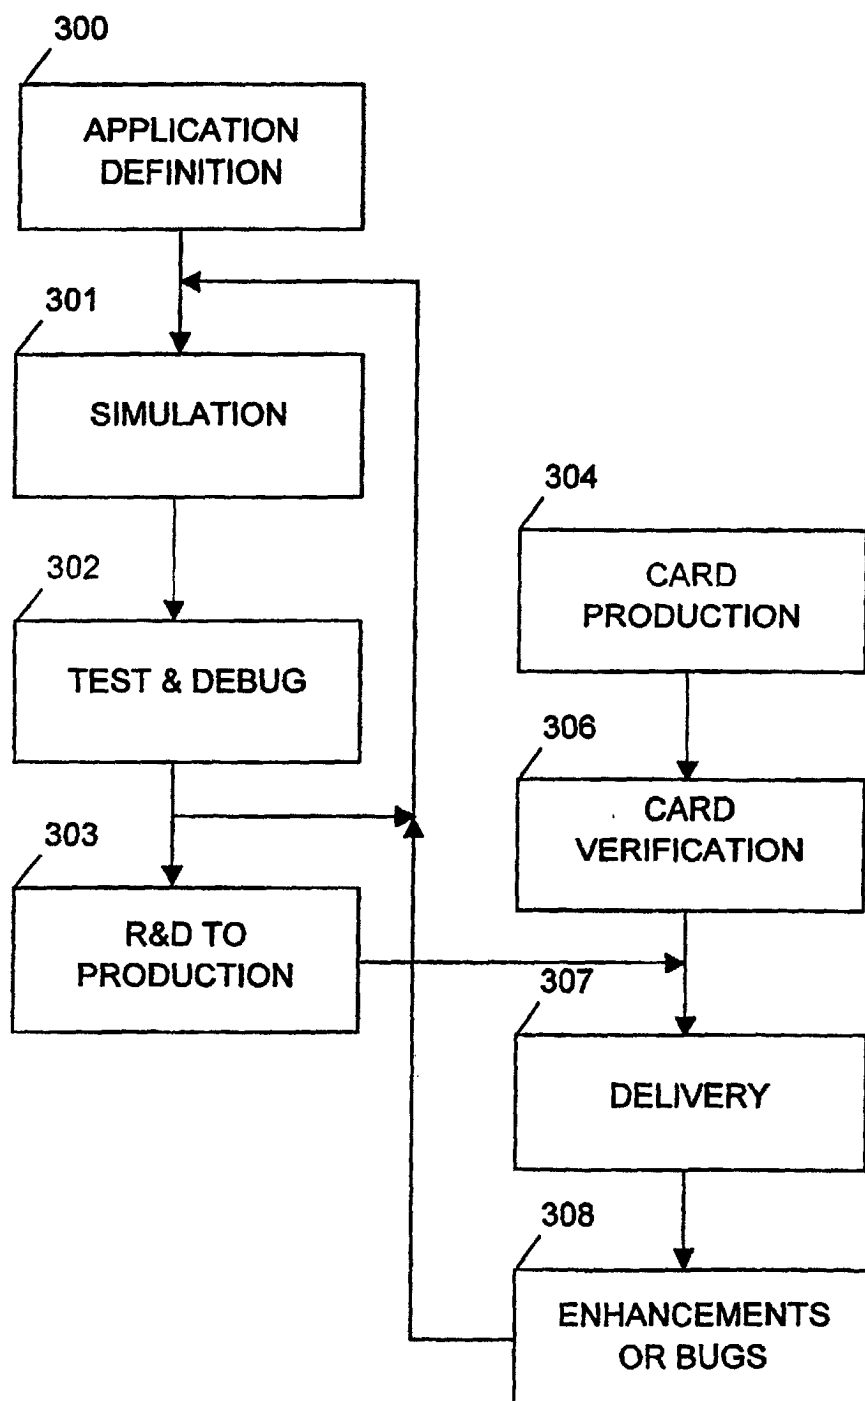 300
APPLICATION
DEFINITION
301
SIMULATION
302
TEST & DEBUG
303
R&D TO
PRODUCTION
304
CARD
PRODUCTION
306
CARD
VERIFICATION
307
DELIVERY
308
ENHANCEMENTS
OR BUGS